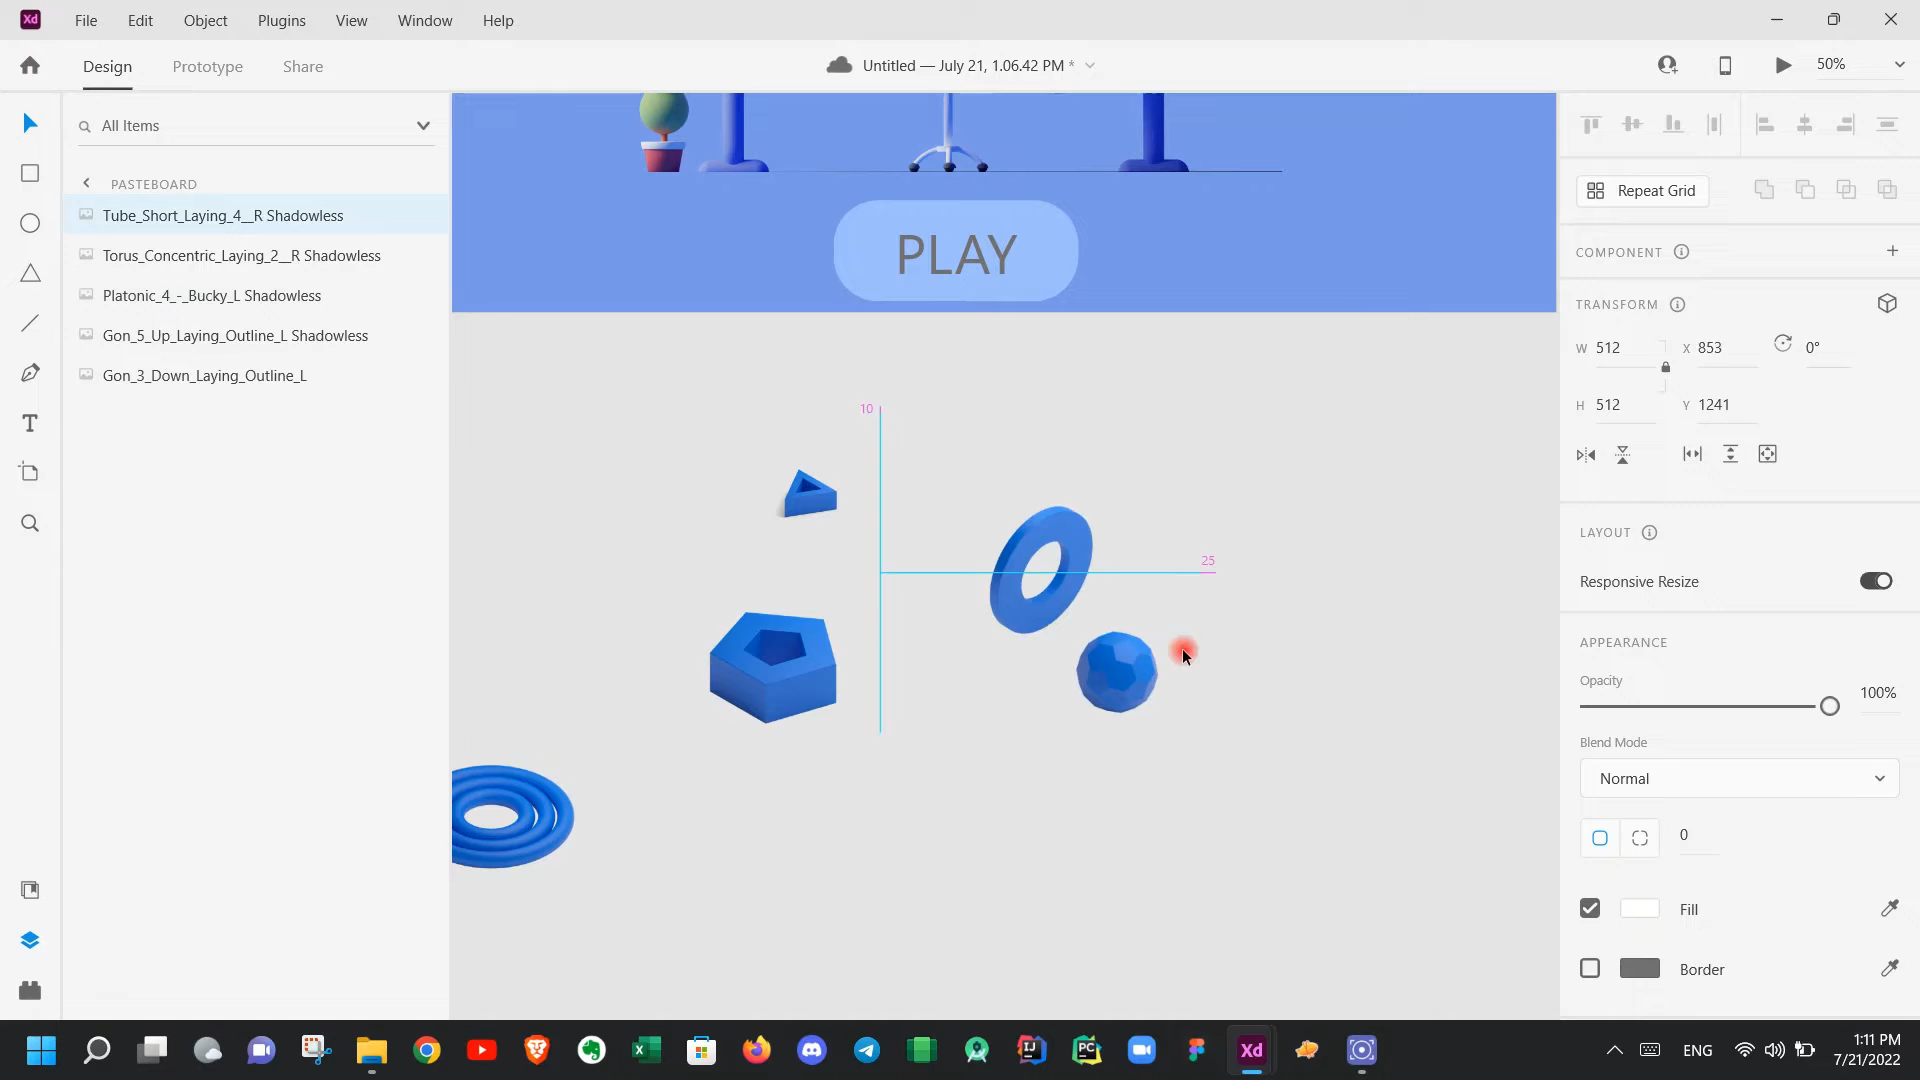 Xd File Edit Object Plugins View Window Help
Design Prototype Share
Untitled — July 21, 1.06.42 PM *
50%
All Items
PASTEBOARD
Tube_Short_Laying_4__R Shadowless
Torus_Concentric_Laying_2__R Shadowless
Platonic_4_-_Bucky_L Shadowless
Gon_5_Up_Laying_Outline_L Shadowless
Gon_3_Down_Laying_Outline_L
PLAY
10
25
Repeat Grid
COMPONENT
TRANSFORM
W 512 X 853 0°
H 512 Y 1241
LAYOUT
Responsive Resize
APPEARANCE
Opacity
100%
Blend Mode
Normal
0
Fill
Border
IJ PC Xd
ENG
1:11 PM
7/21/2022